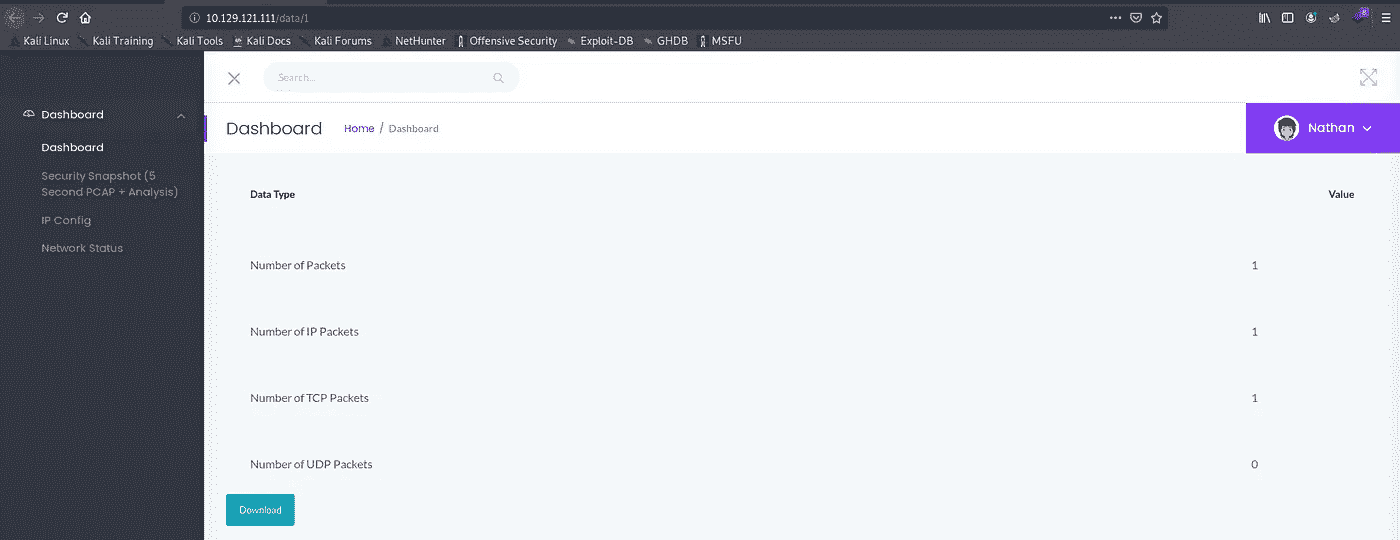 10.129.121.111/data/1
Kali Linux Kali Training Kali Tools Kali Docs Kali Forums NetHunter Offensive Security Exploit-DB GHDB MSFU
Search...
Dashboard
Dashboard
Security Snapshot (5
Second PCAP + Analysis)
IP Config
Network Status
Dashboard Home / Dashboard
Nathan
Data Type Value
Number of Packets 1
Number of IP Packets 1
Number of TCP Packets 1
Number of UDP Packets 0
Download